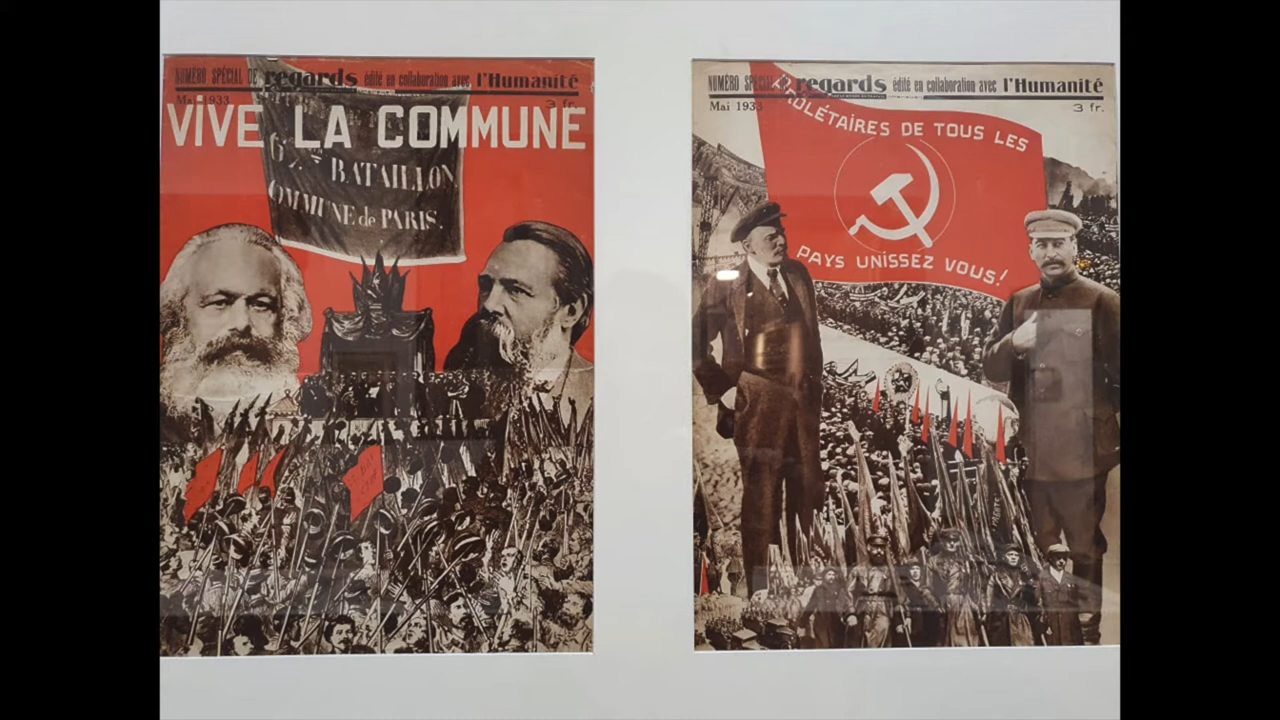 NUMÉRO SPÉCIAL DE regards édité en collaboration avec l'Humanité
Mai 1933 3 fr.
VIVE LA COMMUNE
BATAILLON
COMMUNE de PARIS.
NUMÉRO SPÉCIAL DE regards édité en collaboration avec l'Humanité
Mai 1933 3 fr.
PROLÉTAIRES DE TOUS LES
PAYS UNISSEZ VOUS!